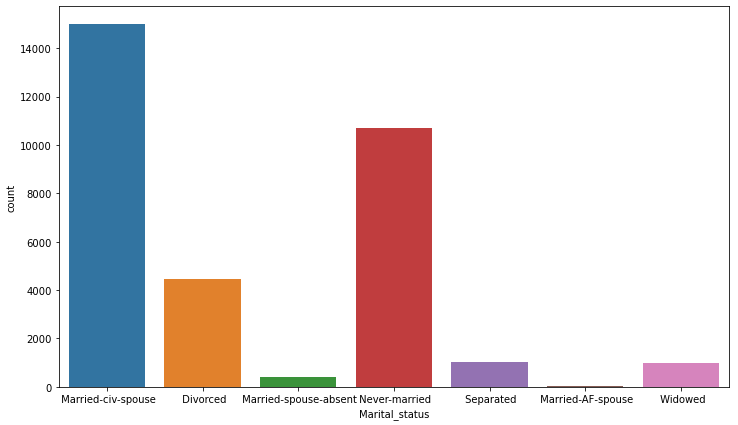 14000
12000
10000
8000
6000
4000
2000
0
count
Married-civ-spouse Divorced Married-spouse-absent Never-married Separated Married-AF-spouse Widowed
Marital_status